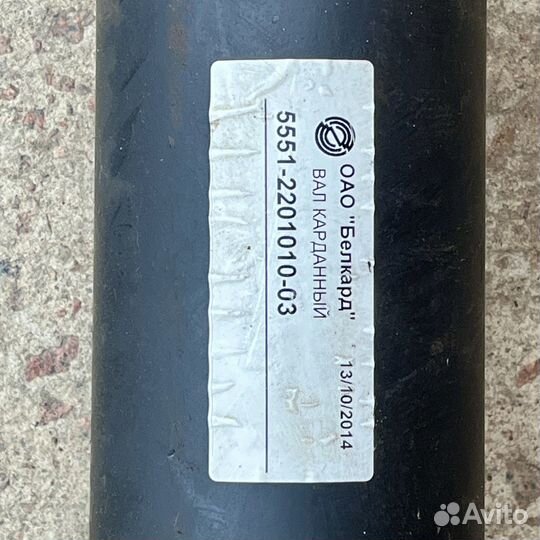 ОАО "Белкард" 13/10/2014
ВАЛ КАРДАННЫЙ
5551-2201010-03
Avito